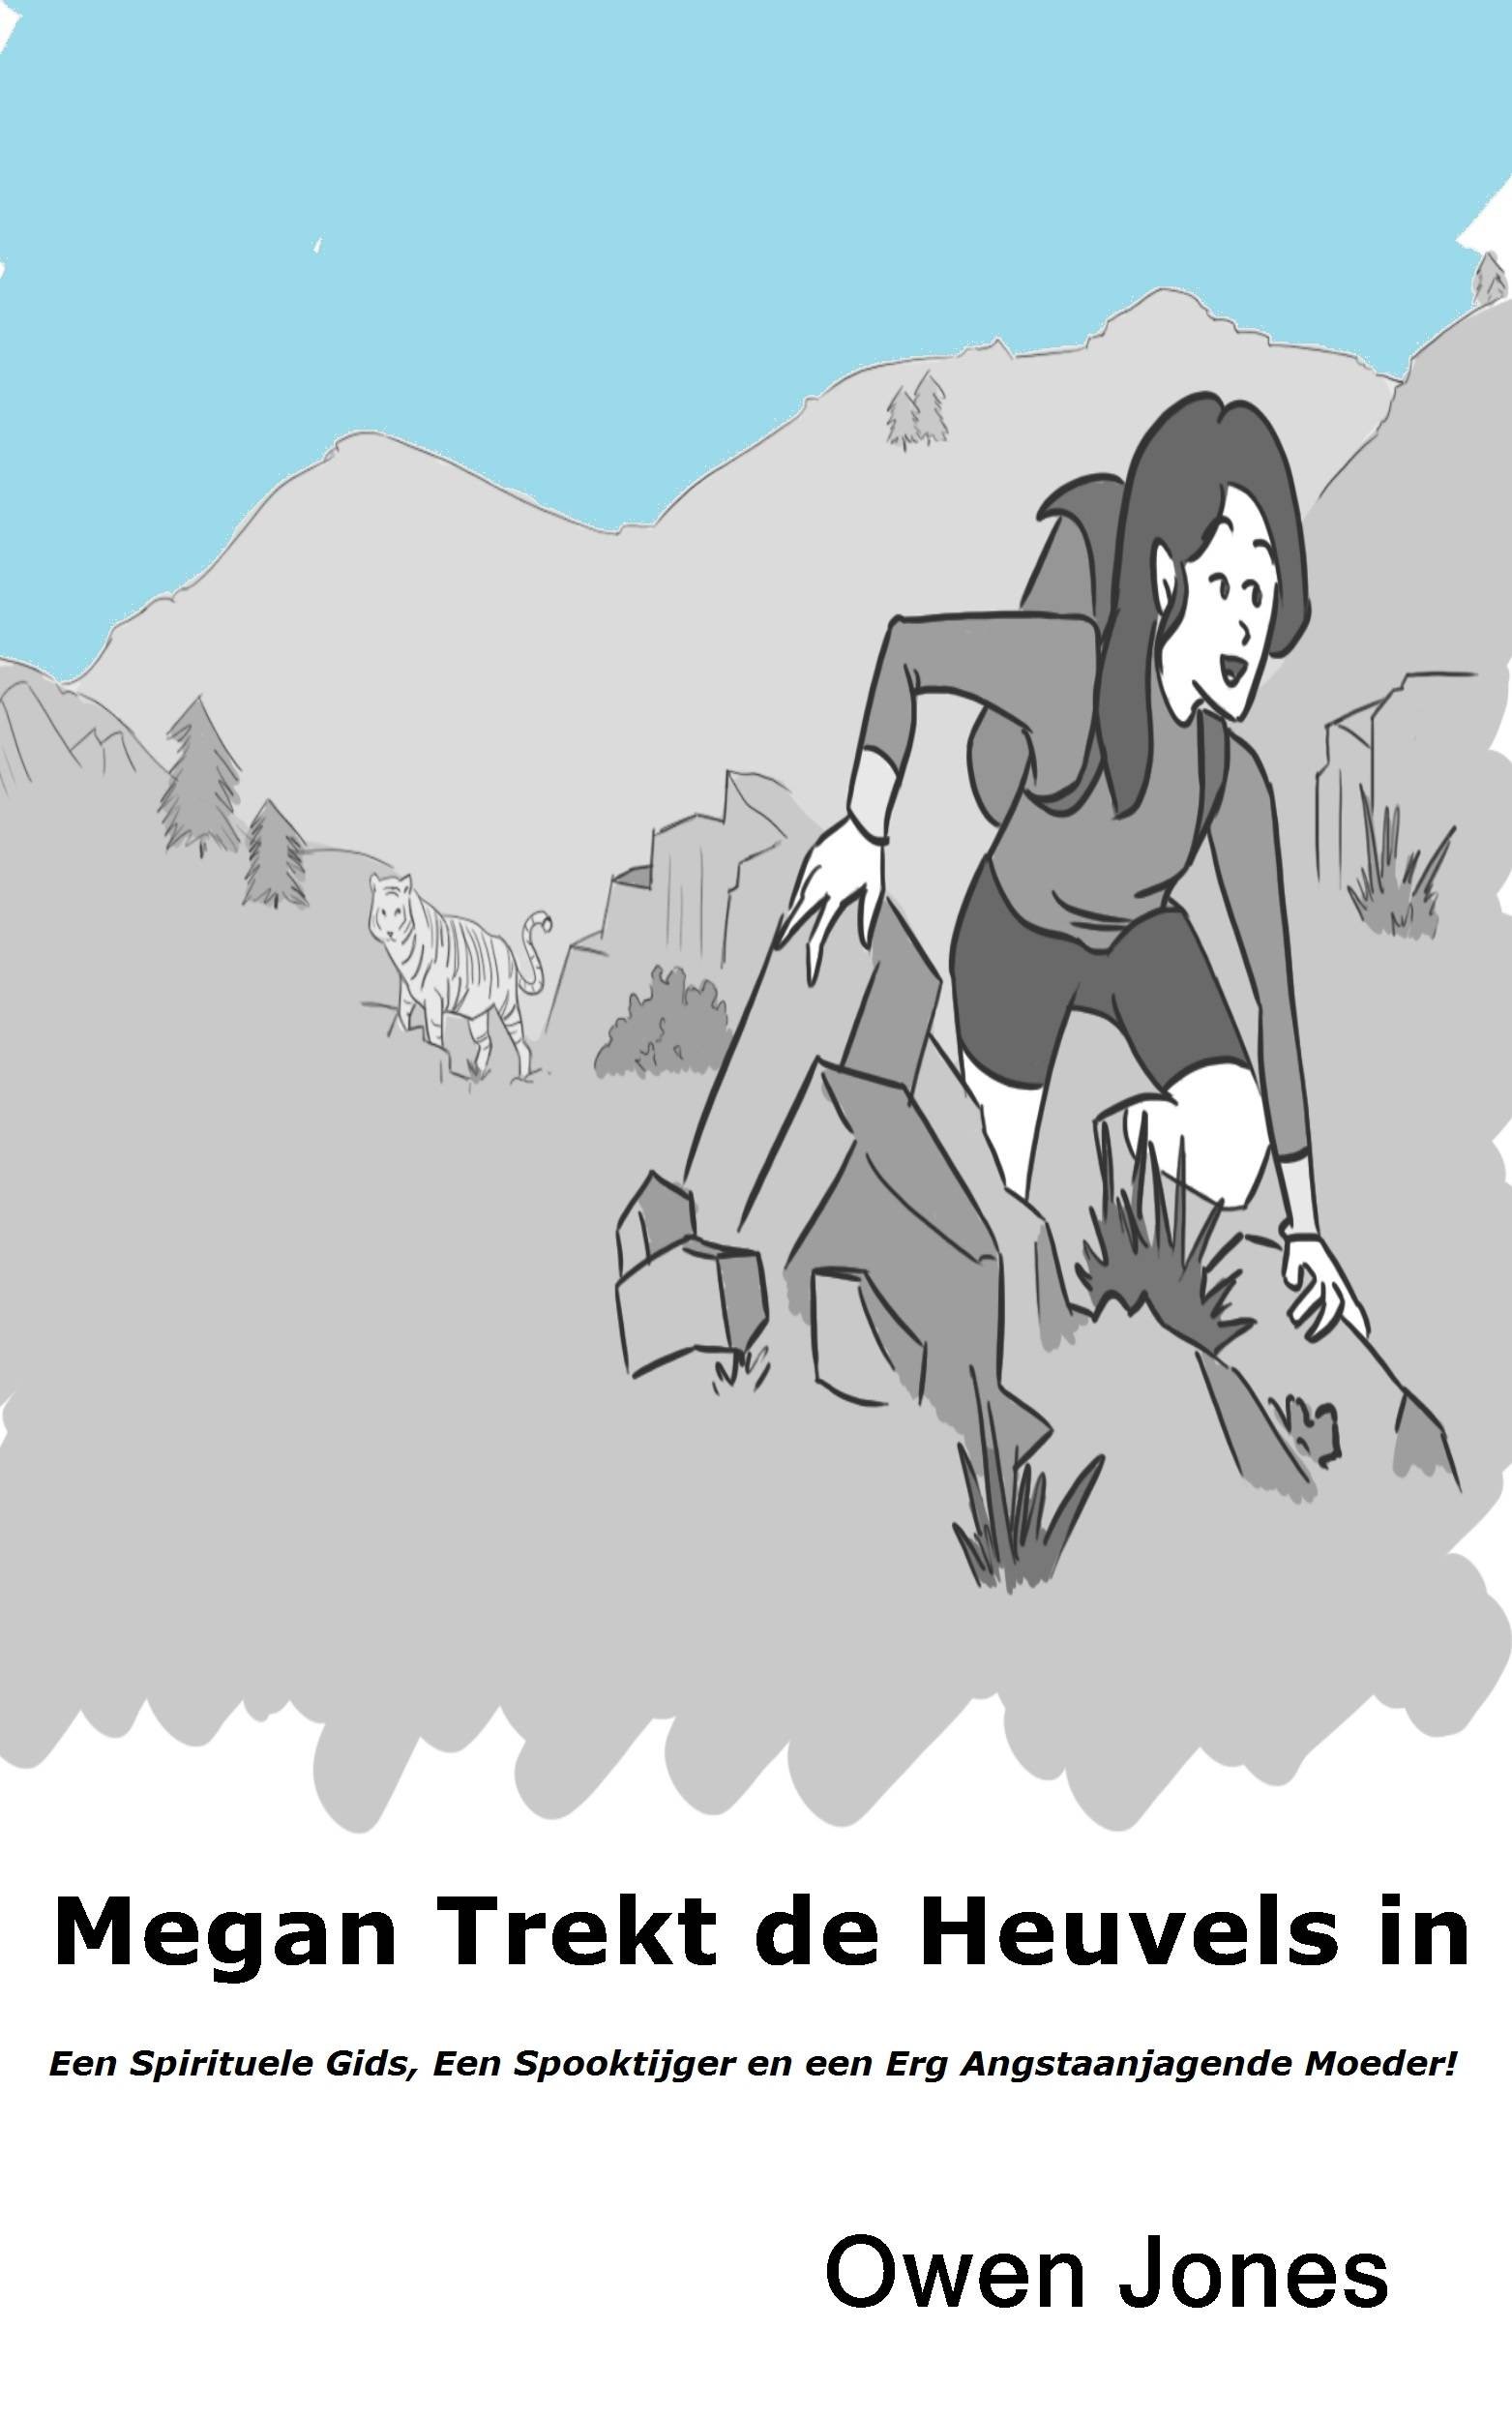 Megan Trekt de Heuvels in
Een Spirituele Gids, Een Spooktijger en een Erg Angstaanjagende Moeder!
Owen Jones